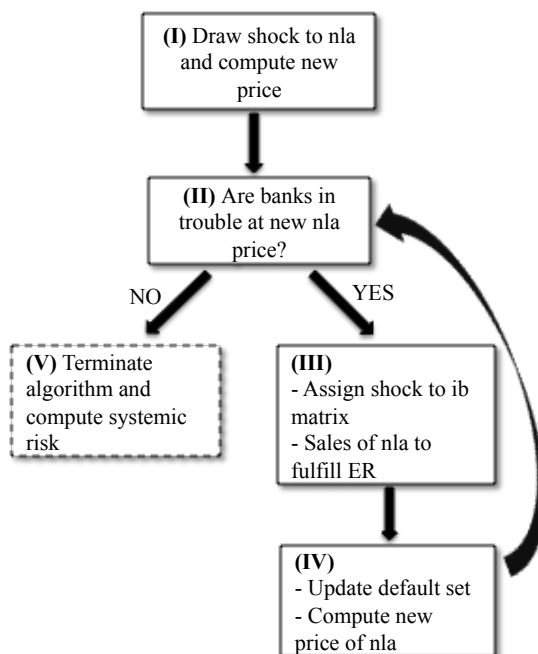 (I) Draw shock to nla
and compute new
price
(II) Are banks in
trouble at new nla
price?
NO
YES
(V) Terminate
algorithm and
compute systemic
risk
(III)
- Assign shock to ib
matrix
- Sales of nla to
fulfill ER
(IV)
- Update default set
- Compute new
price of nla